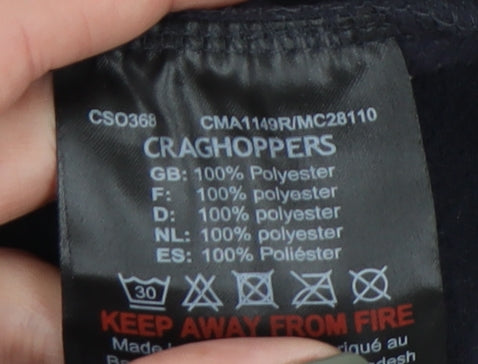 CSO368 CMA1149R/MC28110
CRAGHOPPERS
GB: 100% Polyester
F: 100% polyester
D: 100% polyester
NL: 100% polyester
ES: 100% Poliéster
30
KEEP AWAY FROM FIRE
Made